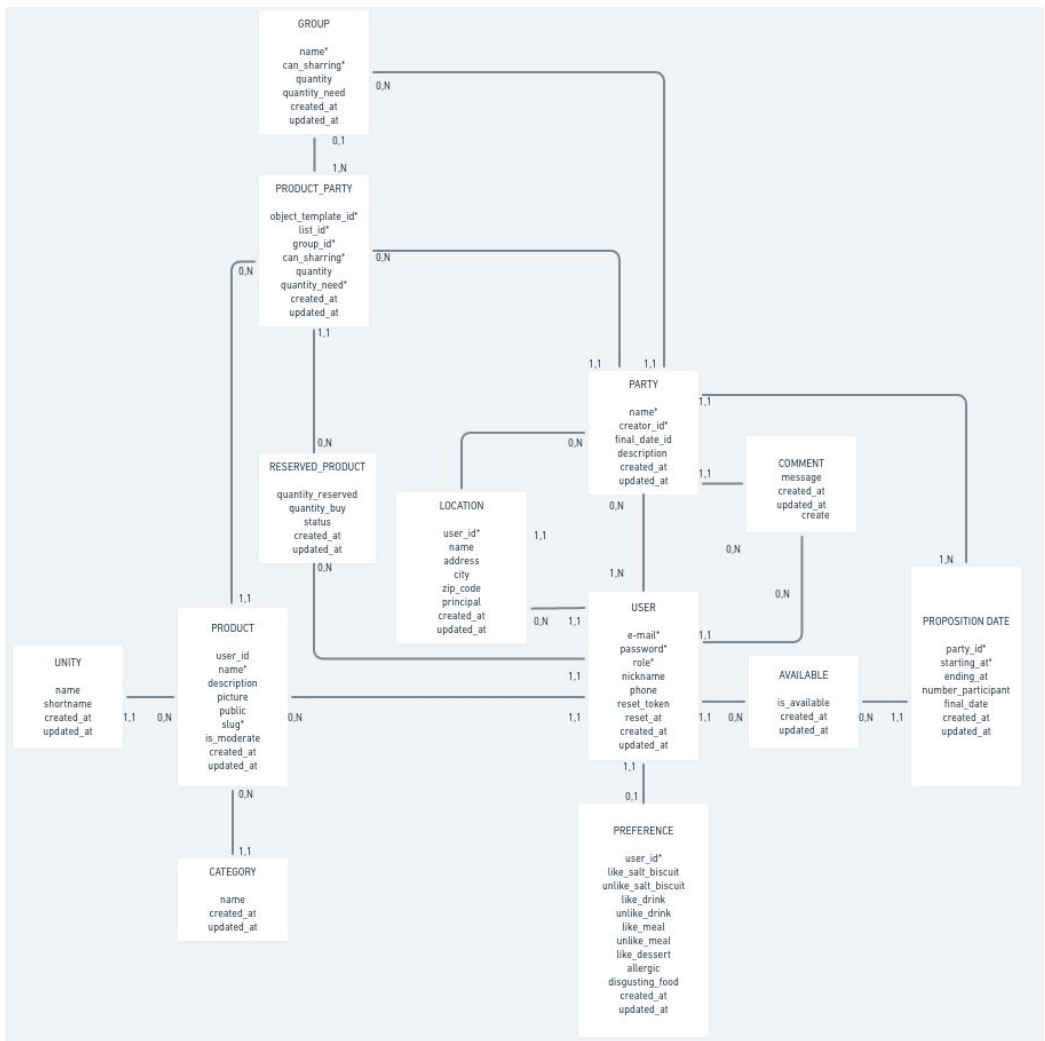 GROUP
name*
can_sharring*
quantity
quantity_need
created_at
updated_at
0,N
0,1
1,N
PRODUCT_PARTY
object_template_id*
list_id*
group_id*
can_sharring*
quantity
quantity_need*
created_at
updated_at
0,N
0,N
1,1
1,1
1,1
PARTY
name*
creator_id*
final_date_id
description
created_at
updated_at
1,1
0,N
1,1
0,N
COMMENT
message
created_at
updated_at
create
0,N
0,N
0,N
RESERVED_PRODUCT
quantity_reserved
quantity_buy
status
created_at
updated_at
0,N
LOCATION
user_id*
name
address
city
zip_code
principal
created_at
updated_at
1,1
0,N
1,1
1,N
USER
e-mail*
password*
role*
nickname
phone
reset_token
reset_at
created_at
updated_at
1,1
1,1
1,1
1,1
1,1
1,N
PROPOSITION DATE
party_id*
starting_at*
ending_at
number_participant
final_date
created_at
updated_at
AVAILABLE
is_available
created_at
updated_at
0,N
0,N
1,1
1,1
PRODUCT
user_id
name*
description
picture
public
slug*
is_moderate
created_at
updated_at
0,N
0,N
UNITY
name
shortname
created_at
updated_at
1,1
0,N
1,1
CATEGORY
name
created_at
updated_at
0,1
PREFERENCE
user_id*
like_salt_biscuit
unlike_salt_biscuit
like_drink
unlike_drink
like_meal
unlike_meal
like_dessert
allergic
disgusting_food
created_at
updated_at